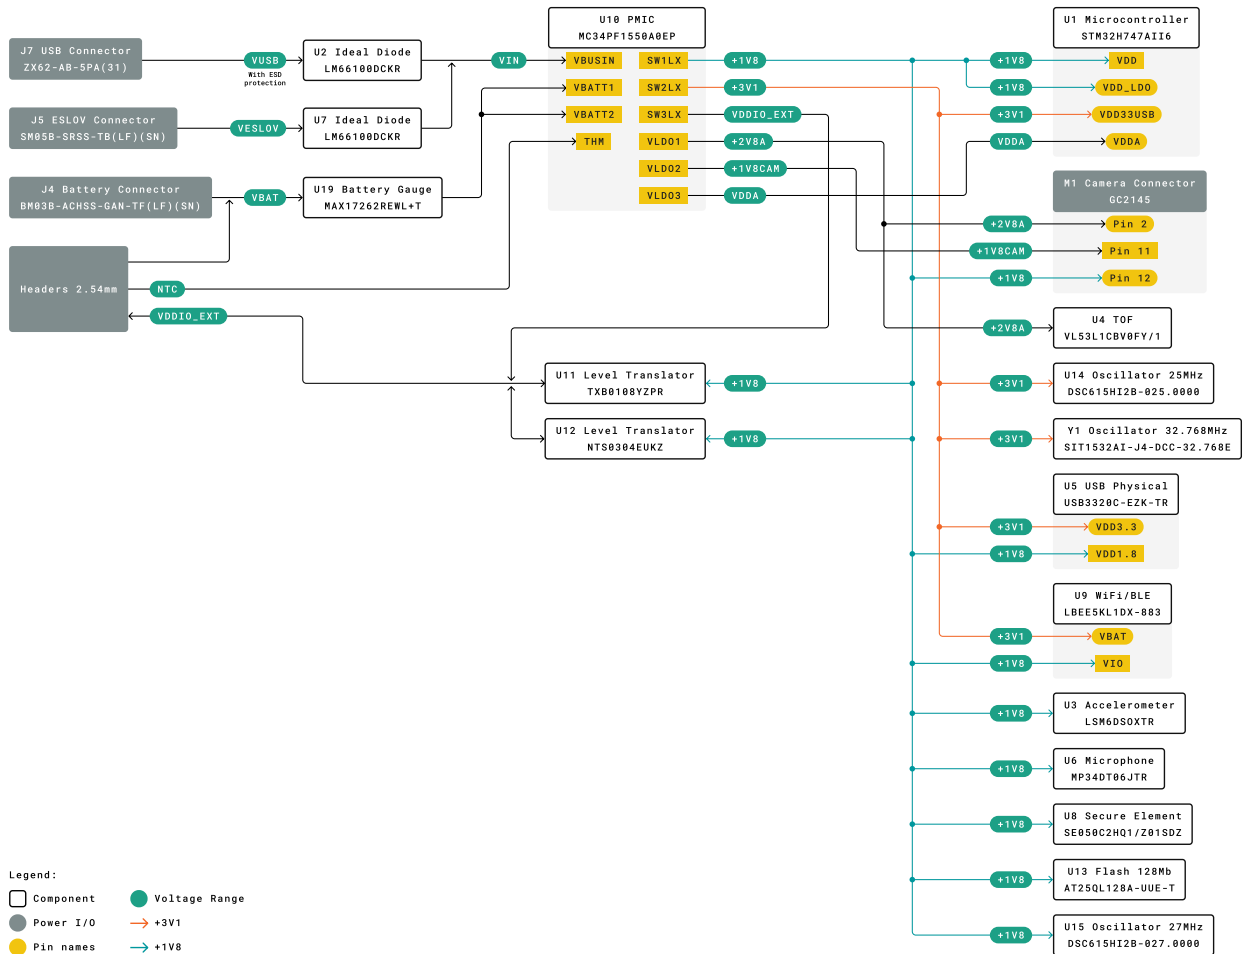 J7 USB Connector
ZX62-AB-5PA(31)
VUSB
With ESD
protection
U2 Ideal Diode
LM66100DCKR
VIN
J5 ESLOV Connector
SM05B-SRSS-TB(LF)(SN)
VESLOV
U7 Ideal Diode
LM66100DCKR
J4 Battery Connector
BM03B-ACHSS-GAN-TF(LF)(SN)
VBAT
U19 Battery Gauge
MAX17262REWL+T
Headers 2.54mm
NTC
VDDIO_EXT
U10 PMIC
MC34PF1550A0EP
VBUSIN
VBATT1
VBATT2
THM
SW1LX
SW2LX
SW3LX
VLDO1
VLDO2
VLDO3
+1V8
+3V1
VDDIO_EXT
+2V8A
+1V8CAM
VDDA
U11 Level Translator
TXB0108YZPR
+1V8
U12 Level Translator
NTS0304EUKZ
+1V8
U1 Microcontroller
STM32H747AII6
+1V8
VDD
+1V8
VDD_LDO
+3V1
VDD33USB
VDDA
VDDA
M1 Camera Connector
GC2145
+2V8A
Pin 2
+1V8CAM
Pin 11
+1V8
Pin 12
+2V8A
U4 TOF
VL53L1CBV0FY/1
+3V1
U14 Oscillator 25MHz
DSC615HI2B-025.0000
+3V1
Y1 Oscillator 32.768MHz
SIT1532AI-J4-DCC-32.768E
U5 USB Physical
USB3320C-EZK-TR
+3V1
VDD3.3
+1V8
VDD1.8
U9 WiFi/BLE
LBEE5KL1DX-883
+3V1
VBAT
+1V8
VIO
+1V8
U3 Accelerometer
LSM6DSOXTR
+1V8
U6 Microphone
MP34DT06JTR
+1V8
U8 Secure Element
SE050C2HQ1/Z01SDZ
+1V8
U13 Flash 128Mb
AT25QL128A-UUE-T
+1V8
U15 Oscillator 27MHz
DSC615HI2B-027.0000
Legend:
Component
Voltage Range
Power I/O
+3V1
Pin names
+1V8